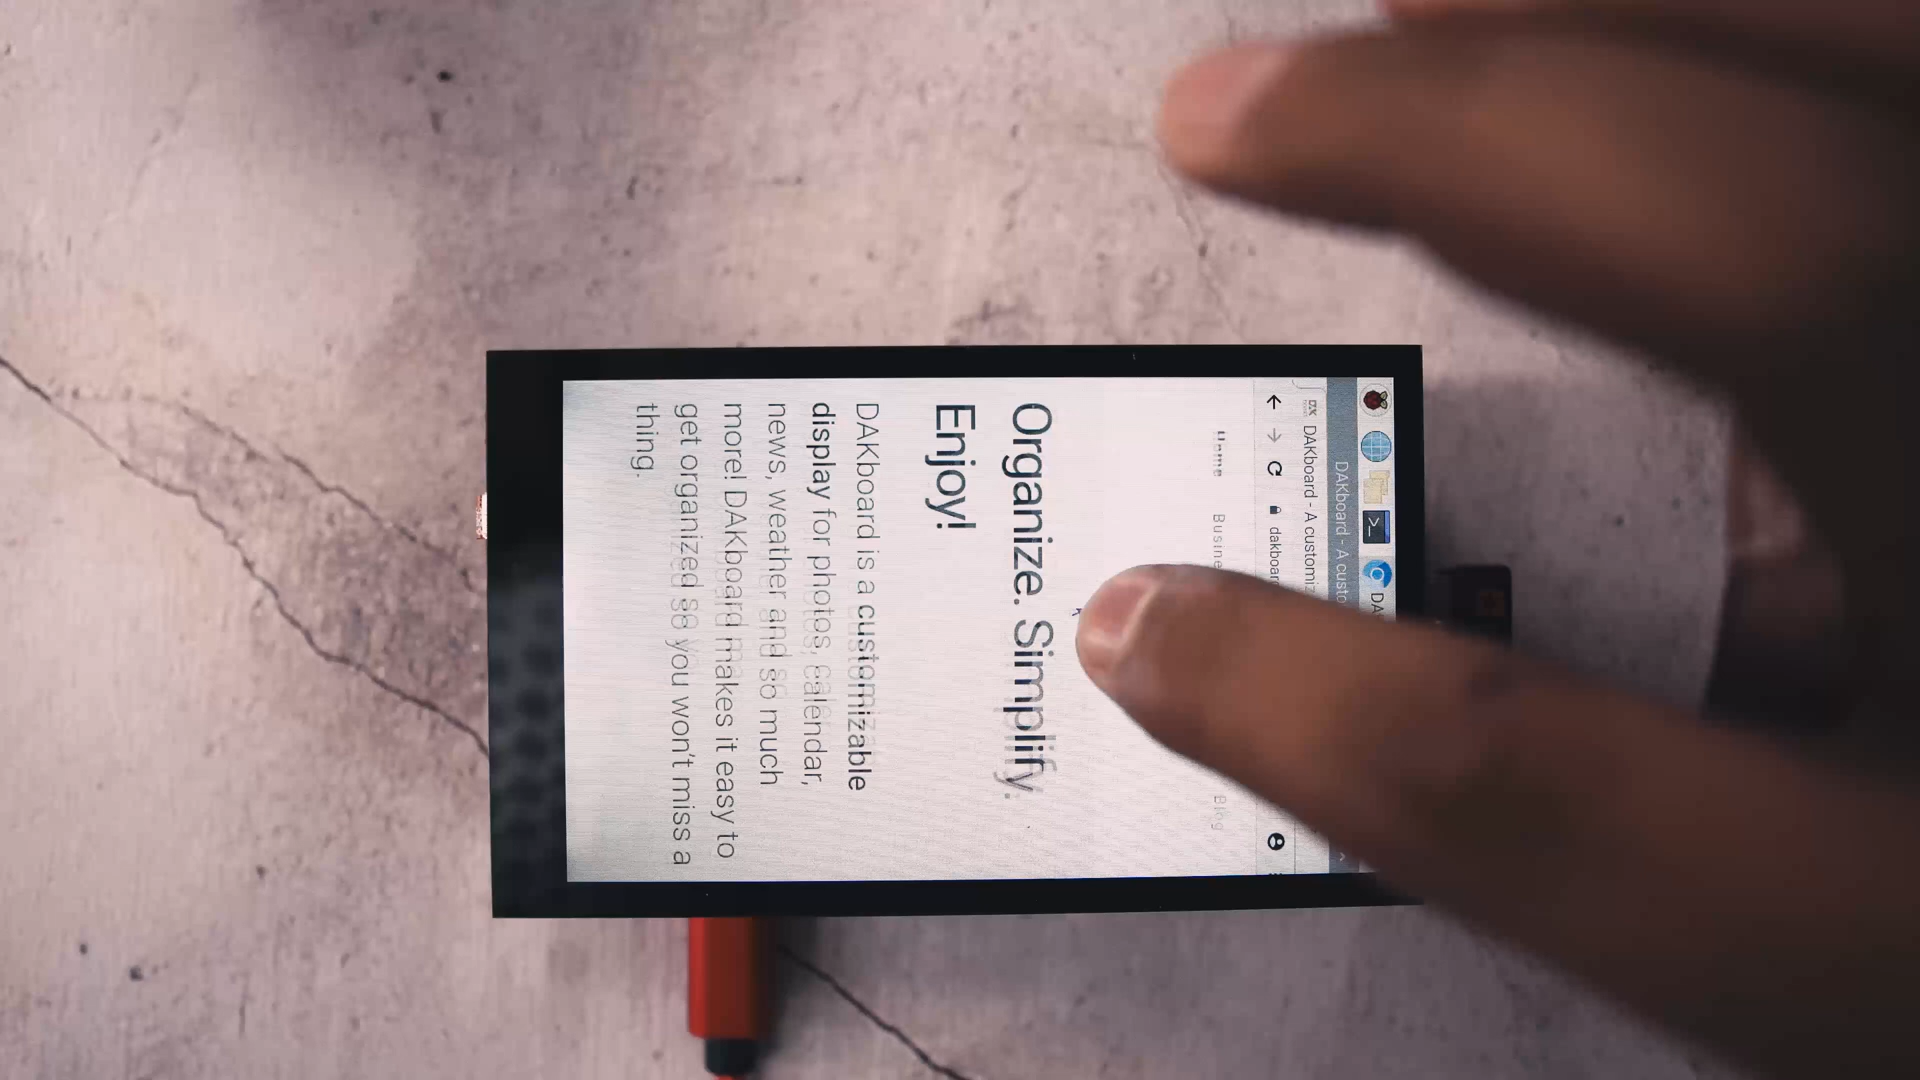 DAKboard - A custo
DAKboard - A customiz
dakboar
Home
Busine
Blog
Organize. Simplify.
Enjoy!
DAKboard is a customizable
display for photos, calendar,
news, weather and so much
more! DAKboard makes it easy to
get organized so you won't miss a
thing.